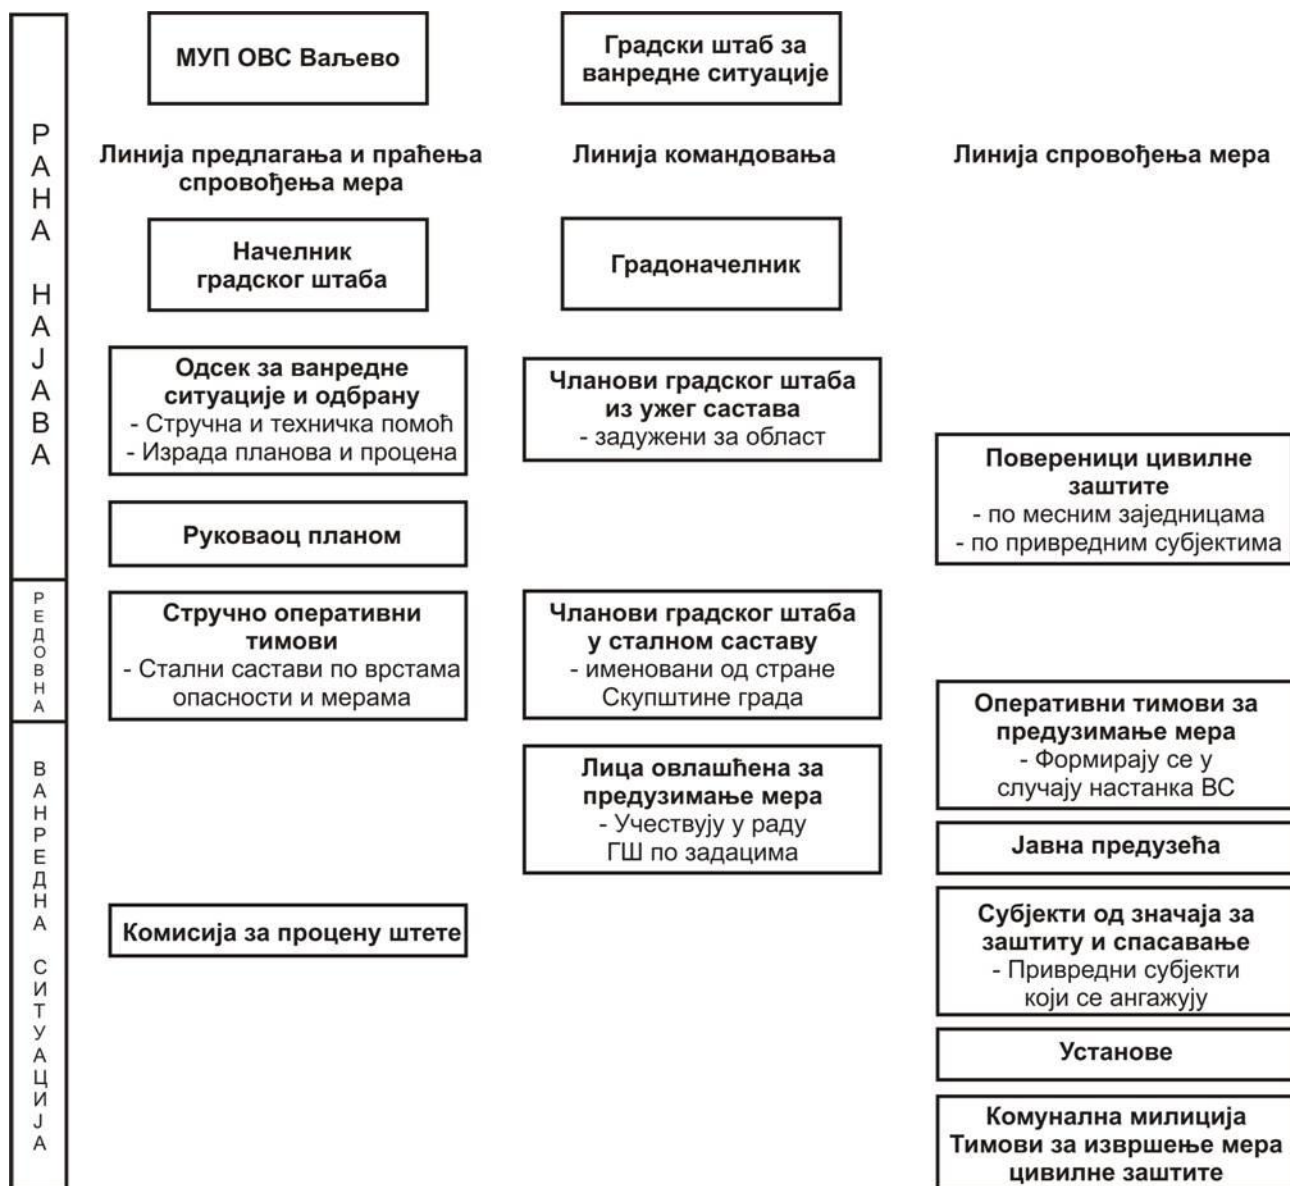 РАНА НАЈАВА
РЕДОВНА
ВАНРЕДНА СИТУАЦИЈА
МУП ОВС Ваљево
Линија предлагања и праћења
спровођења мера
Начелник
градског штаба
Одсек за ванредне
ситуације и одбрану
- Стручна и техничка помоћ
- Израда планова и процена
Руковаоц планом
Стручно оперативни
тимови
- Стални састави по врстама
опасности и мерама
Комисија за процену штете
Градски штаб за
ванредне ситуације
Линија командовања
Градоначелник
Чланови градског штаба
из ужег састава
- задужени за област
Чланови градског штаба
у сталном саставу
- именовани од стране
Скупштине града
Лица овлашћена за
предузимање мера
- Учествују у раду
ГШ по задацима
Линија спровођења мера
Повереници цивилне
заштите
- по месним заједницама
- по привредним субјектима
Оперативни тимови за
предузимање мера
- Формирају се у
случају настанка ВС
Јавна предузећа
Субјекти од значаја за
заштиту и спасавање
- Привредни субјекти
који се ангажују
Установе
Комунална милиција
Тимови за извршење мера
цивилне заштите